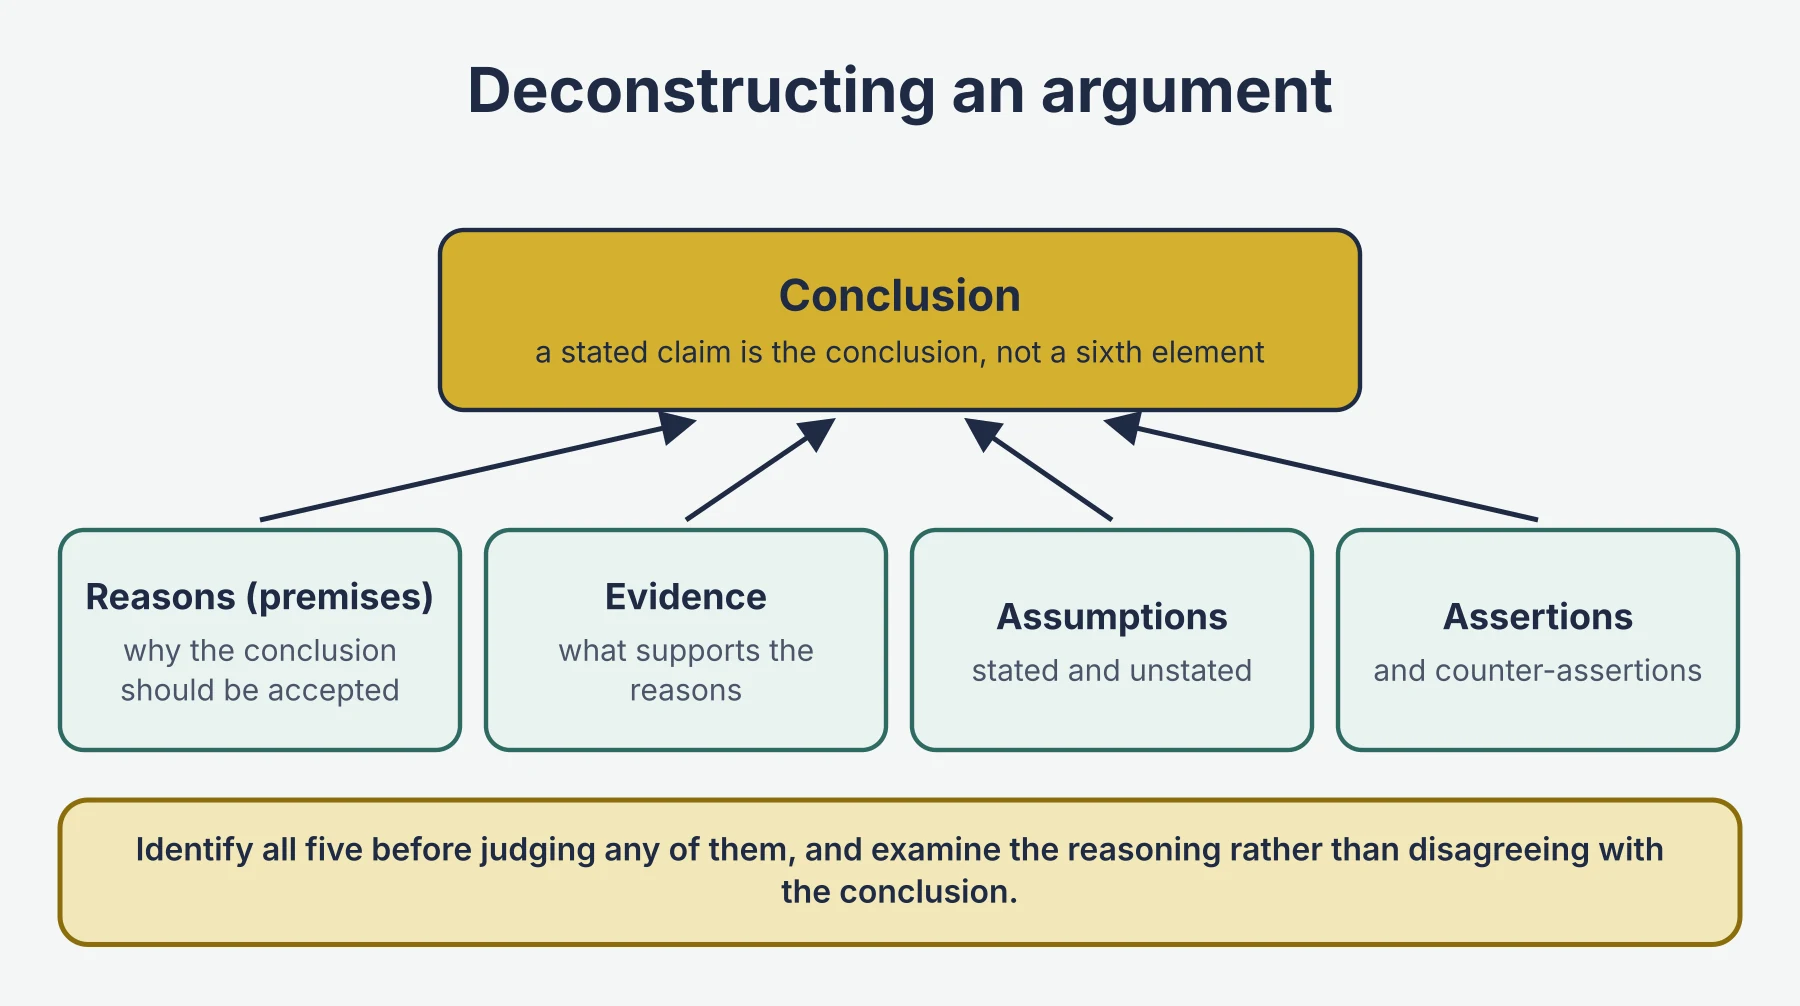 Deconstructing an argument
Conclusion
a stated claim is the conclusion, not a sixth element
Reasons (premises)
why the conclusion
should be accepted
Evidence
what supports the
reasons
Assumptions
stated and unstated
Assertions
and counter-assertions
Identify all five before judging any of them, and examine the reasoning rather than disagreeing with
the conclusion.